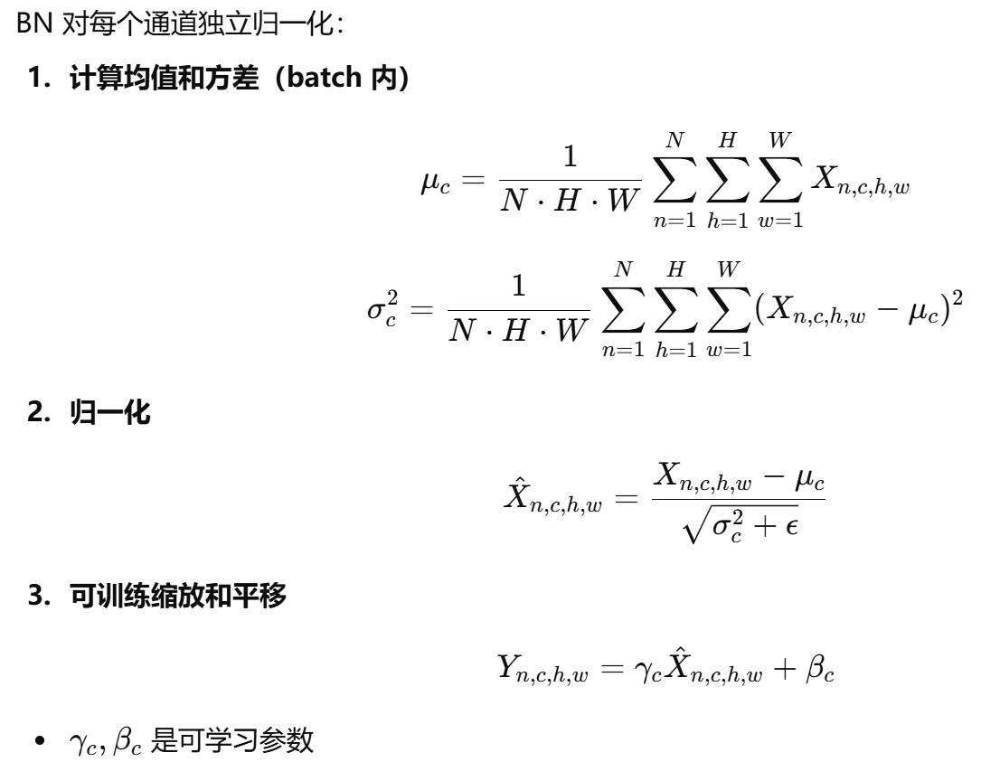 BN 对每个通道独立归一化：
1. 计算均值和方差（batch 内）
$\mu_c = \frac{1}{N \cdot H \cdot W} \sum_{n=1}^{N} \sum_{h=1}^{H} \sum_{w=1}^{W} X_{n,c,h,w}$
$\sigma_c^2 = \frac{1}{N \cdot H \cdot W} \sum_{n=1}^{N} \sum_{h=1}^{H} \sum_{w=1}^{W} (X_{n,c,h,w} - \mu_c)^2$
2. 归一化
$\hat{X}_{n,c,h,w} = \frac{X_{n,c,h,w} - \mu_c}{\sqrt{\sigma_c^2 + \epsilon}}$
3. 可训练缩放和平移
$Y_{n,c,h,w} = \gamma_c \hat{X}_{n,c,h,w} + \beta_c$
• $\gamma_c, \beta_c$ 是可学习参数